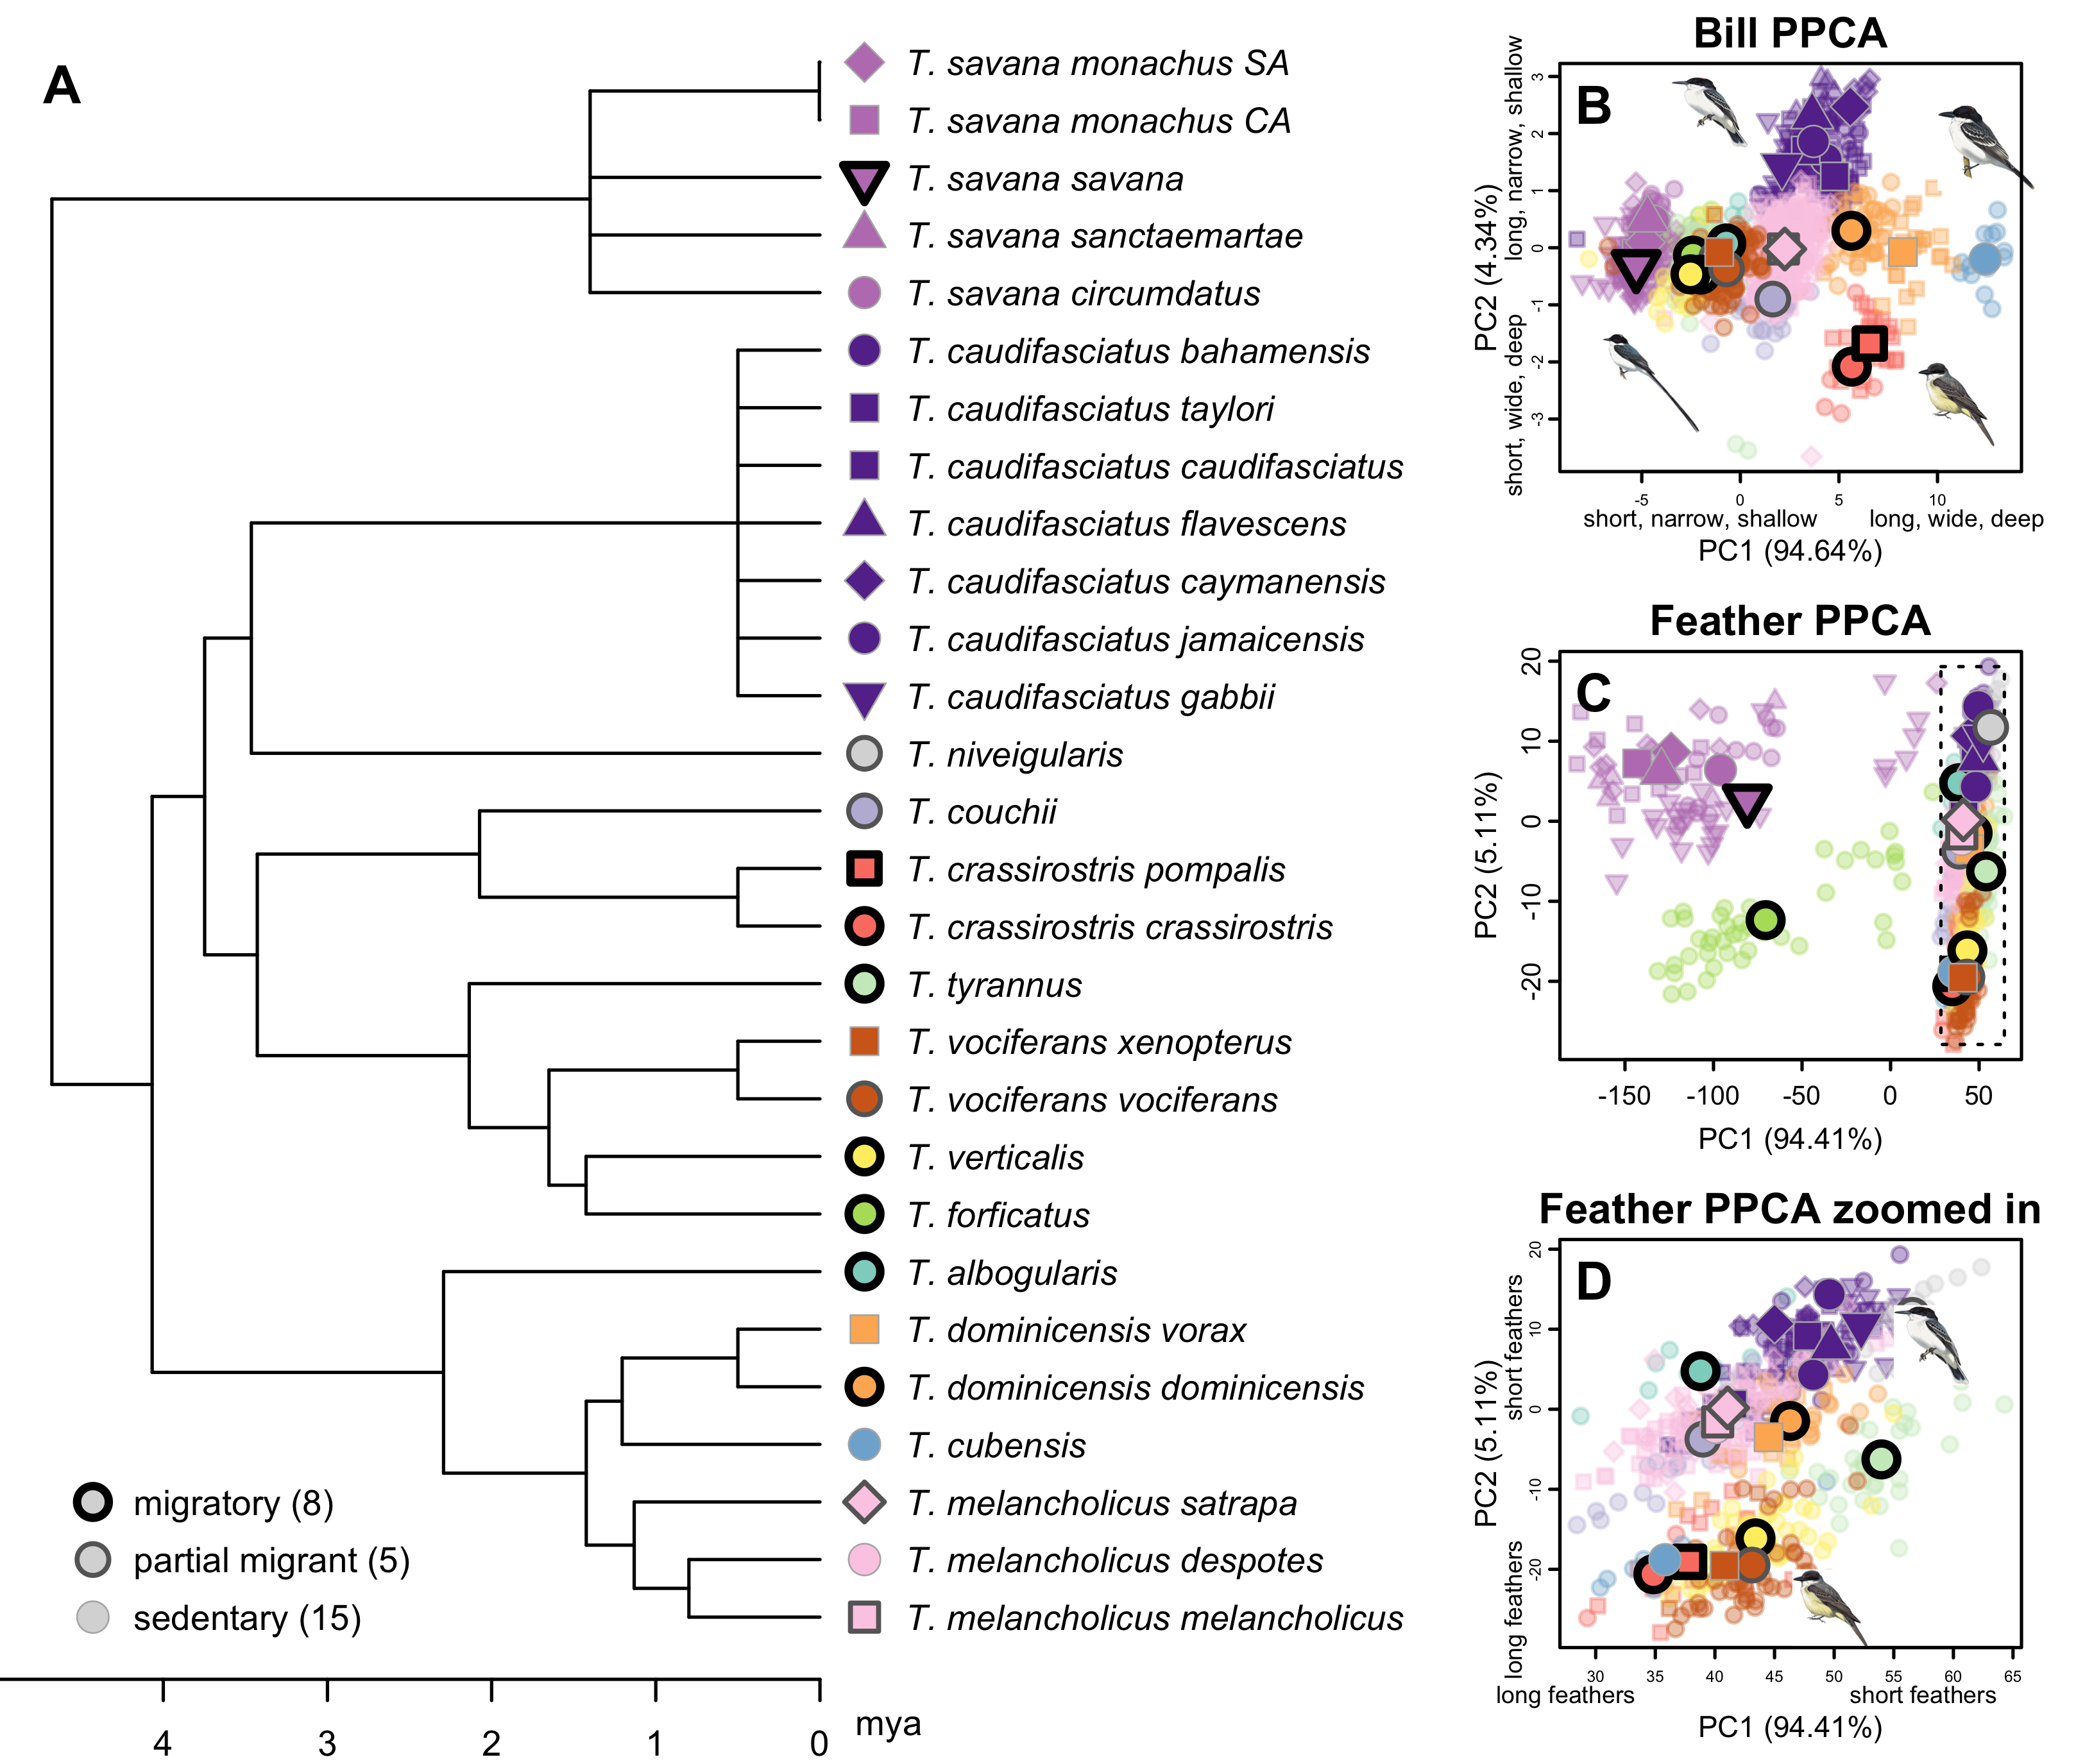 A
T. savana monachus SA
T. savana monachus CA
T. savana savana
T. savana sanctaemartae
T. savana circumdatus
T. caudifasciatus bahamensis
T. caudifasciatus taylori
T. caudifasciatus caudifasciatus
T. caudifasciatus flavescens
T. caudifasciatus caymanensis
T. caudifasciatus jamaicensis
T. caudifasciatus gabbii
T. niveigularis
T. couchii
T. crassirostris pompalis
T. crassirostris crassirostris
T. tyrannus
T. vociferans xenopterus
T. vociferans vociferans
T. verticalis
T. forficatus
T. albogularis
T. dominicensis vorax
T. dominicensis dominicensis
T. cubensis
T. melancholicus satrapa
T. melancholicus despotes
T. melancholicus melancholicus
migratory (8)
partial migrant (5)
sedentary (15)
4 3 2 1 0 mya
Bill PPCA
B
PC2 (4.34%)
long, narrow, shallow
short, wide, deep
3
2
1
0
-1
-2
-3
-5 0 5 10
short, narrow, shallow long, wide, deep
PC1 (94.64%)
Feather PPCA
C
PC2 (5.11%)
20
10
0
-10
-20
-150 -100 -50 0 50
PC1 (94.41%)
Feather PPCA zoomed in
D
PC2 (5.11%)
short feathers
long feathers
20
10
0
-10
-20
30 35 40 45 50 55 60 65
long feathers short feathers
PC1 (94.41%)